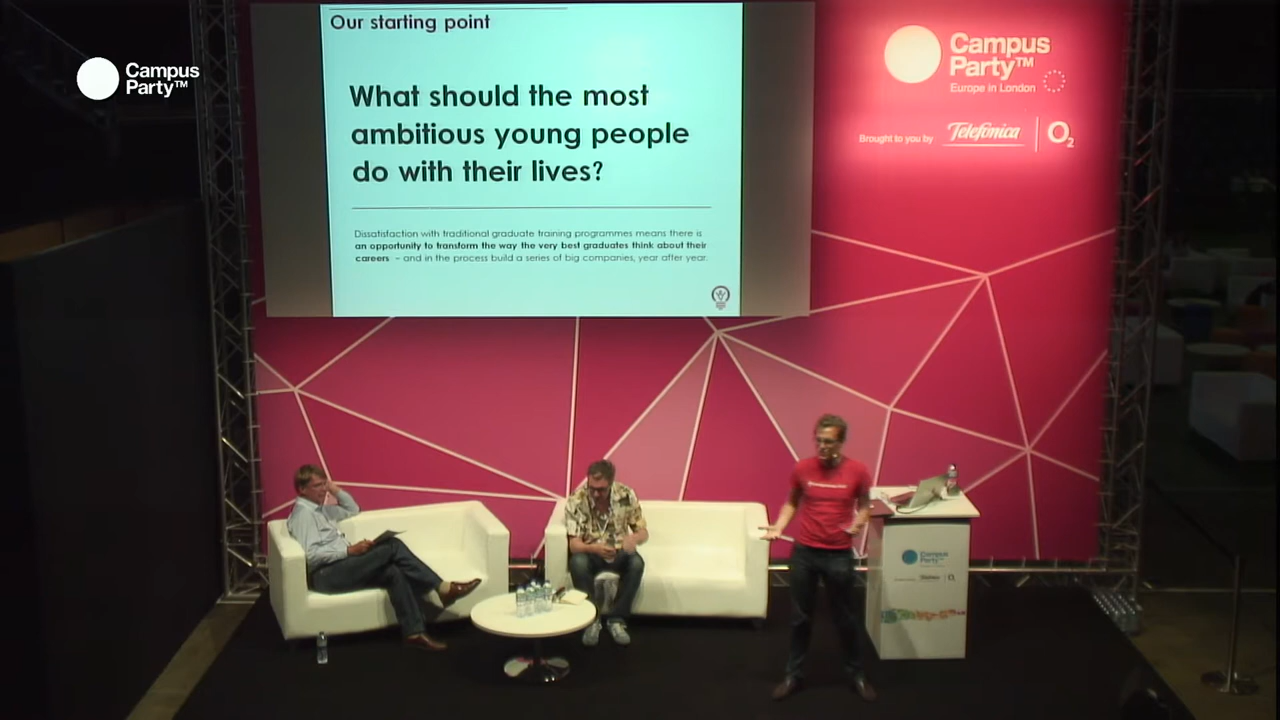 Campus
Party™
Our starting point
What should the most
ambitious young people
do with their lives?
Dissatisfaction with traditional graduate training programmes means there is
an opportunity to transform the way the very best graduates think about their
careers – and in the process build a series of big companies, year after year.
Campus
Party™
Europe in London
Brought to you by Telefónica O2
Campus
Party™